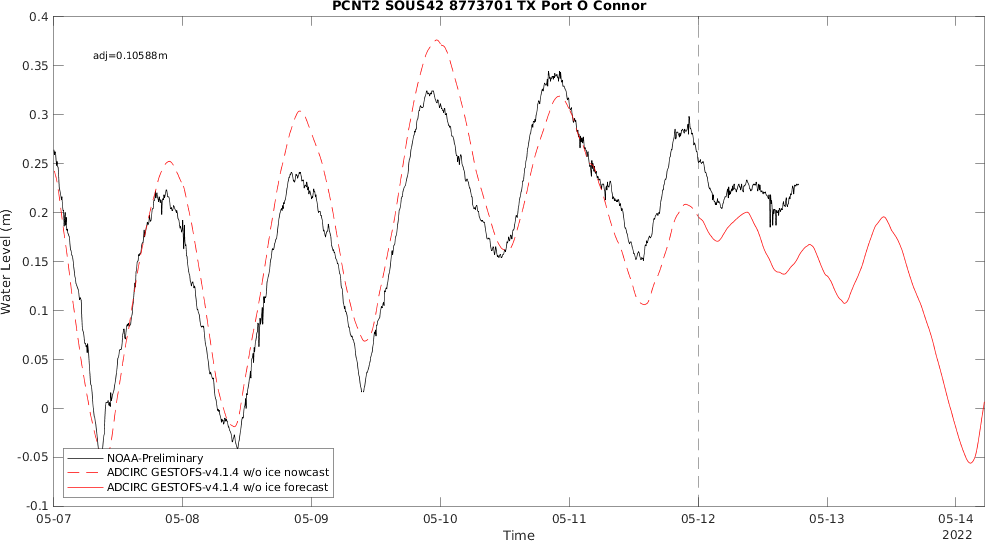 PCNT2 SOUS42 8773701 TX Port O Connor
0.4
adj=0.10588m
0.35
0.3
0.25
0.2
0.15
0.1
0.05
0
-0.05
-0.1
Water Level (m)
NOAA-Preliminary
ADCIRC GESTOFS-v4.1.4 w/o ice nowcast
ADCIRC GESTOFS-v4.1.4 w/o ice forecast
05-07 05-08 05-09 05-10 05-11 05-12 05-13 05-14
Time
2022